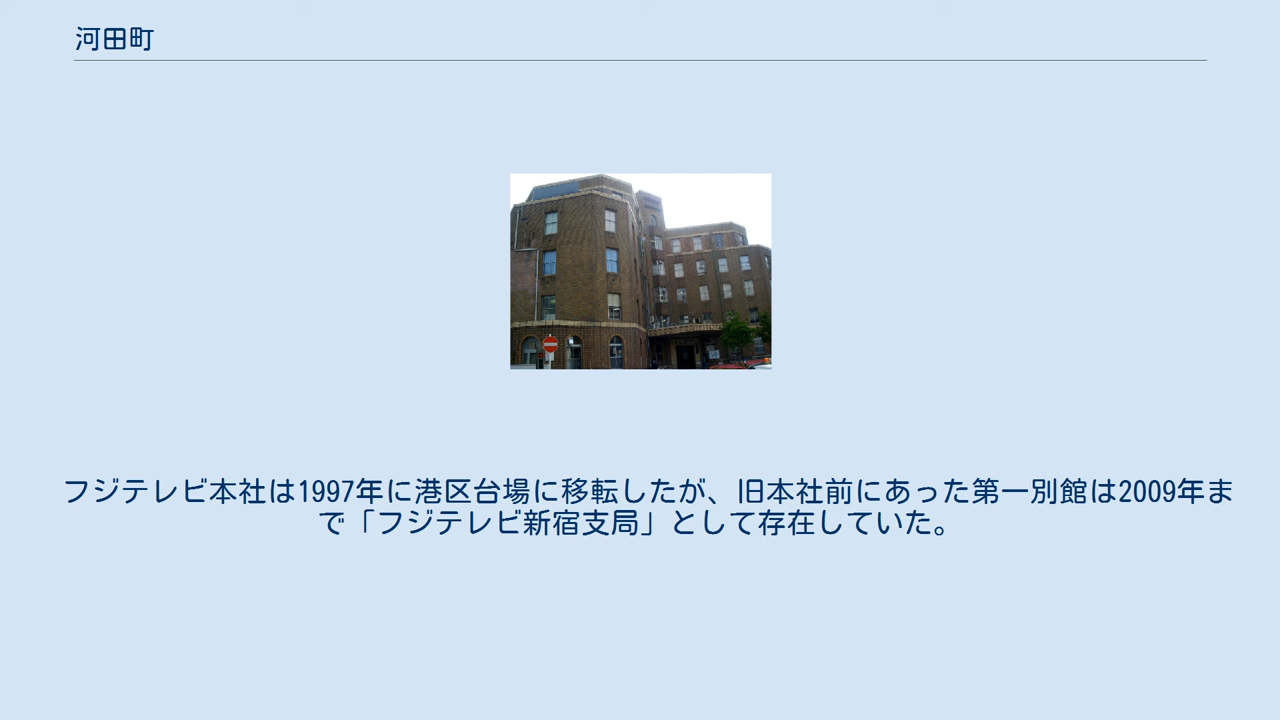 河田町
フジテレビ本社は1997年に港区台場に移転したが、旧本社前にあった第一別館は2009年ま
で「フジテレビ新宿支局」として存在していた。